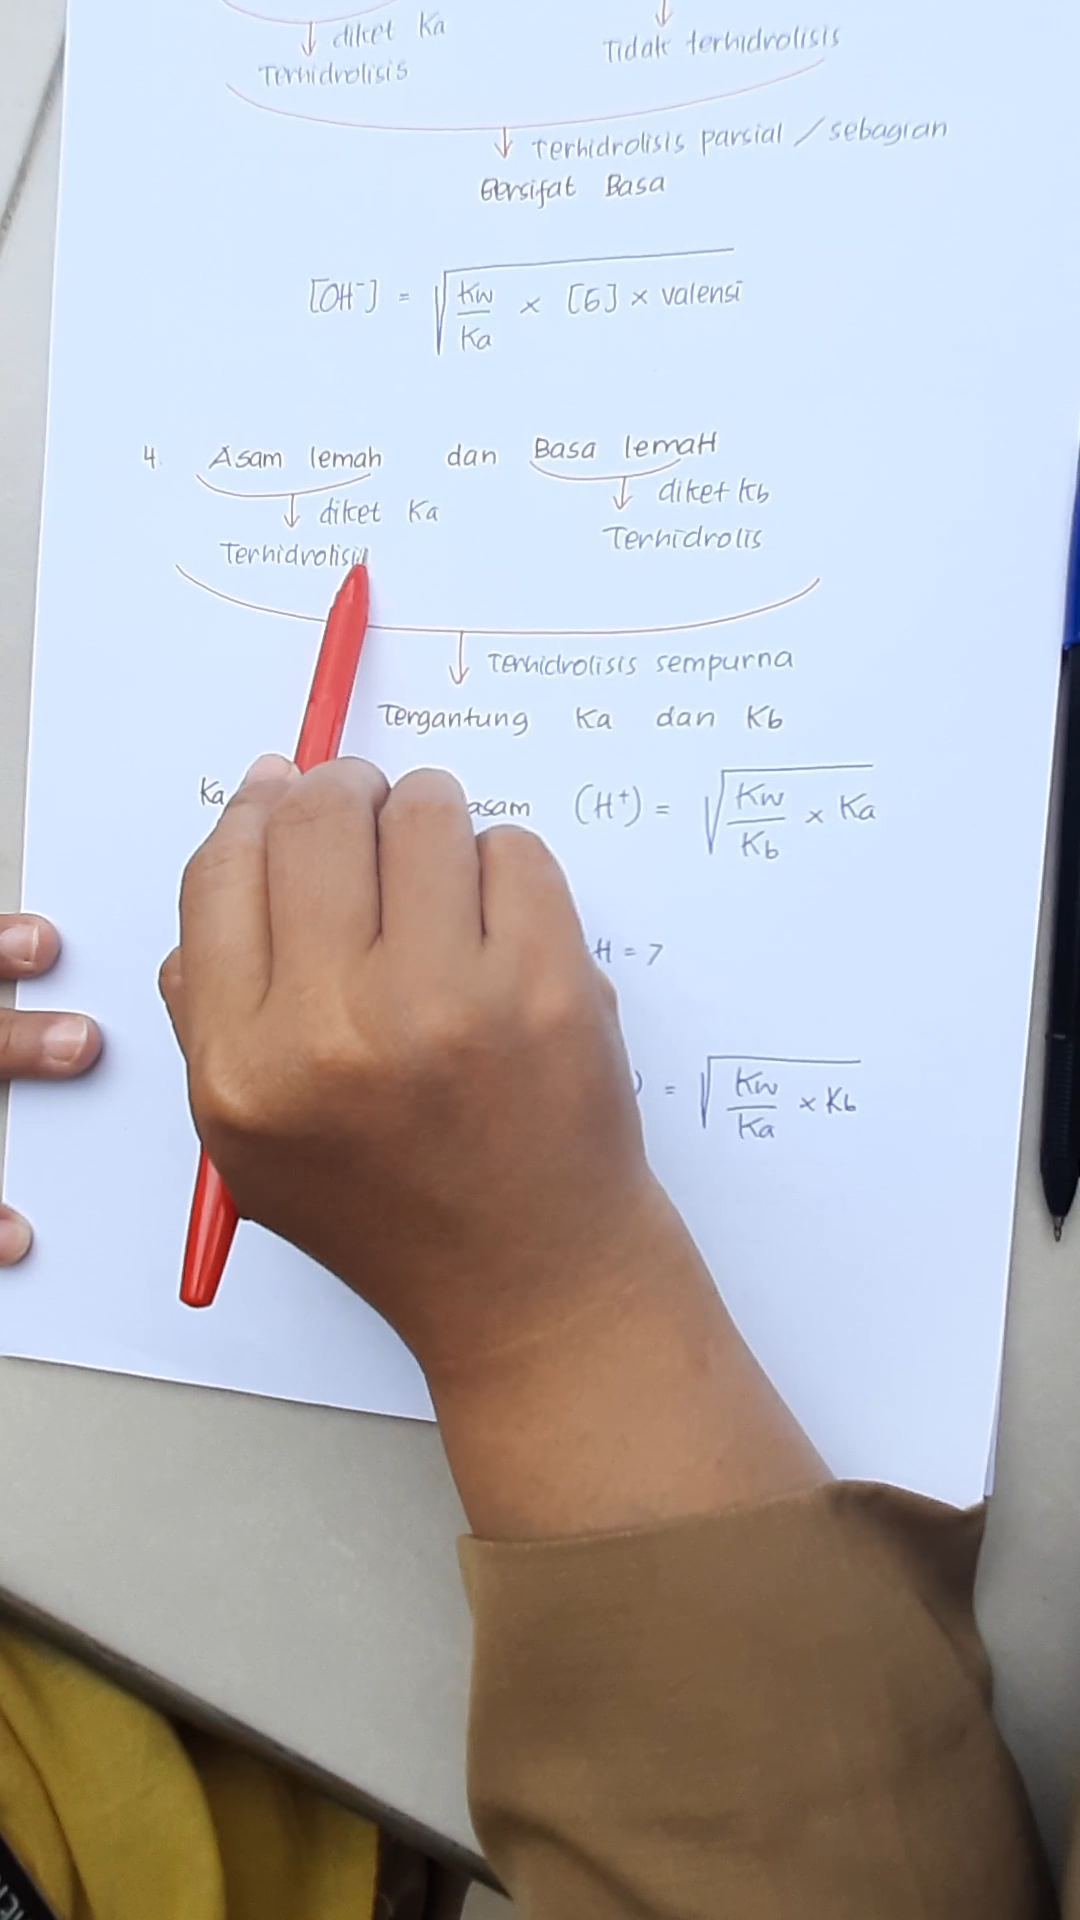 diket Ka
Terhidrolisis
Tidak terhidrolisis
terhidrolisis parsial / sebagian
Bersifat Basa
[OH⁻] = √ Kw/Ka × [G] × valensi
4. Asam lemah dan Basa lemaH
diket Ka
diket Kb
Terhidrolisis
Terhidrolis
Terhidrolisis sempurna
Tergantung Ka dan Kb
Ka asam (H⁺) = √ Kw/Kb × Ka
H = 7
) = √ Kw/Ka × Kb